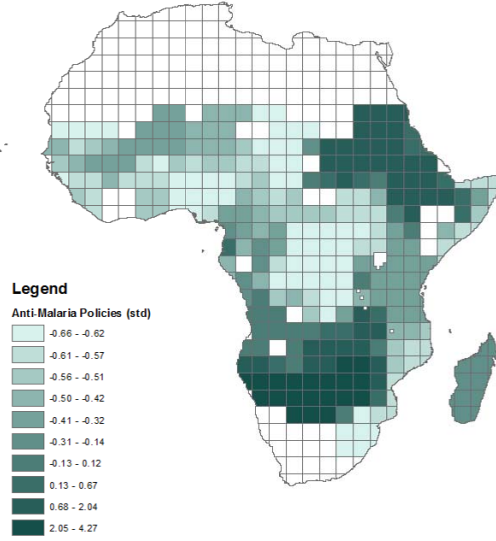 Legend
Anti-Malaria Policies (std)
-0.66 - -0.62
-0.61 - -0.57
-0.56 - -0.51
-0.50 - -0.42
-0.41 - -0.32
-0.31 - -0.14
-0.13 - 0.12
0.13 - 0.67
0.68 - 2.04
2.05 - 4.27